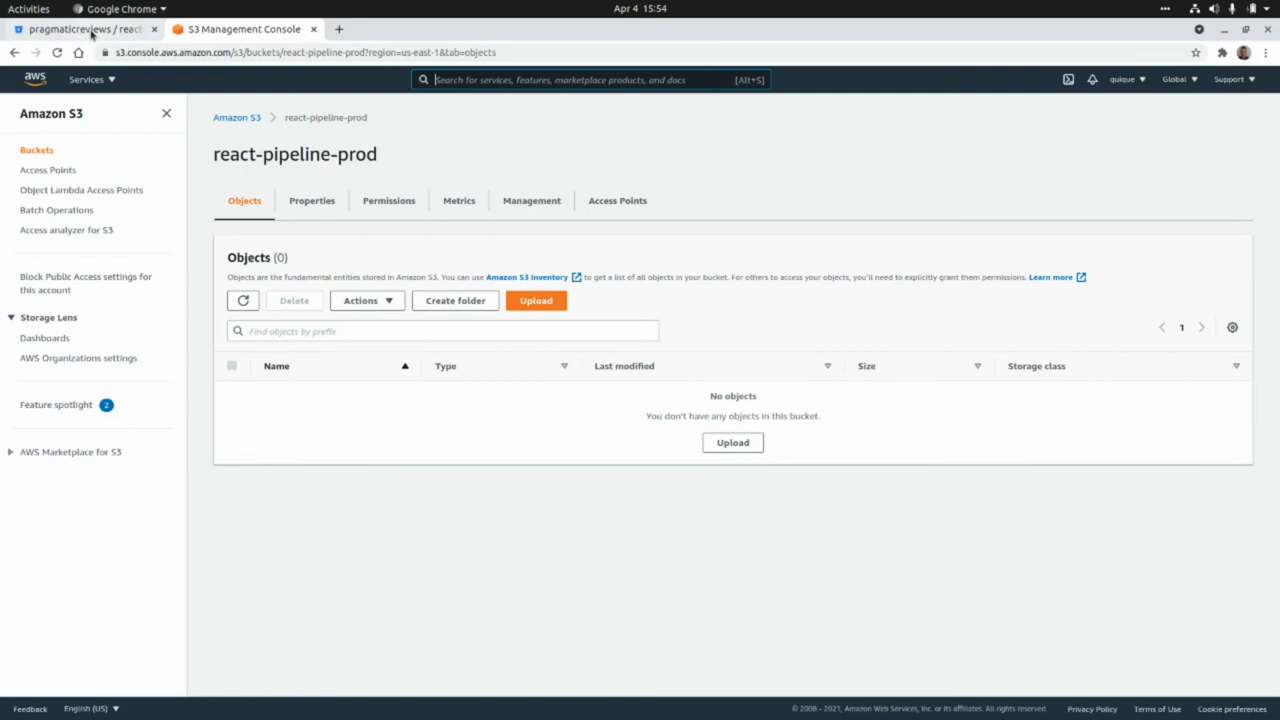 Activities Google Chrome Apr 4 15:54
pragmaticreviews / react S3 Management Console
s3.console.aws.amazon.com/s3/buckets/react-pipeline-prod?region=us-east-1&tab=objects
aws Services Search for services, features, marketplace products, and docs [Alt+S] quique Global Support
Amazon S3
Buckets
Access Points
Object Lambda Access Points
Batch Operations
Access analyzer for S3
Block Public Access settings for
this account
Storage Lens
Dashboards
AWS Organizations settings
Feature spotlight 2
AWS Marketplace for S3
Amazon S3 react-pipeline-prod
react-pipeline-prod
Objects Properties Permissions Metrics Management Access Points
Objects (0)
Objects are the fundamental entities stored in Amazon S3. You can use Amazon S3 inventory to get a list of all objects in your bucket. For others to access your objects, you'll need to explicitly grant them permissions. Learn more
Delete Actions Create folder Upload
Find objects by prefix 1
Name Type Last modified Size Storage class
No objects
You don't have any objects in this bucket.
Upload
Feedback English (US) © 2008 - 2021, Amazon Web Services, Inc. or its affiliates. All rights reserved. Privacy Policy Terms of Use Cookie preferences